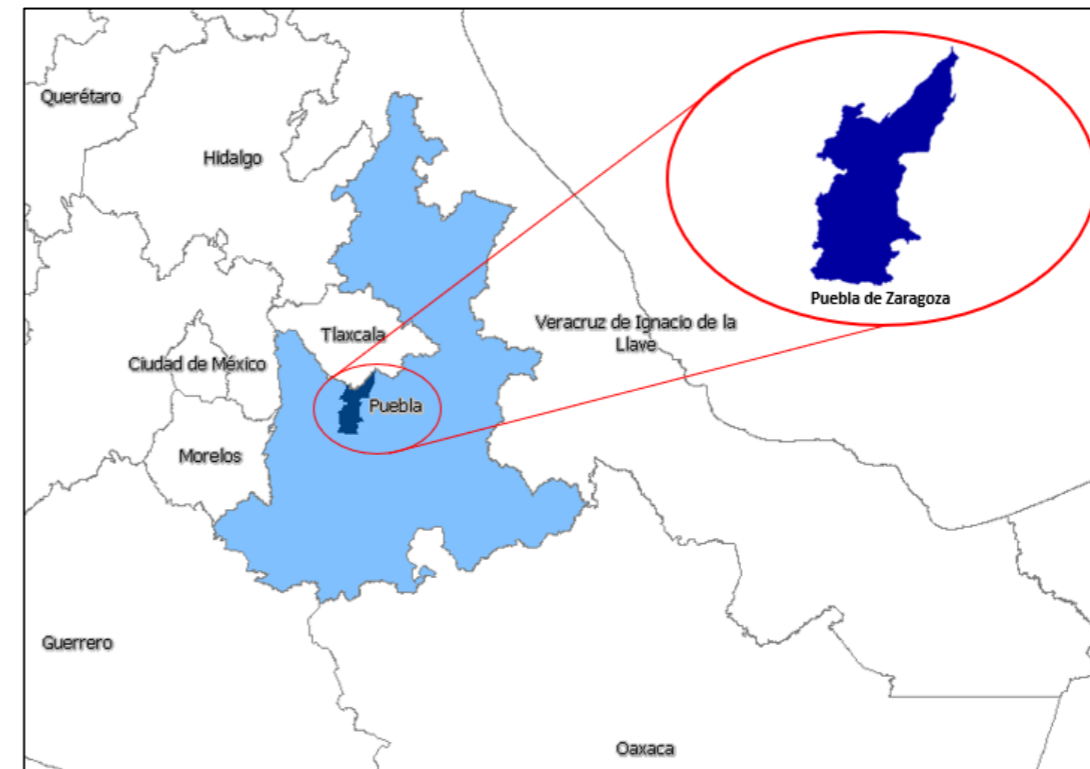 Querétaro
Hidalgo
Puebla de Zaragoza
Tlaxcala
Veracruz de Ignacio de la
Llave
Ciudad de México
Puebla
Morelos
Guerrero
Oaxaca